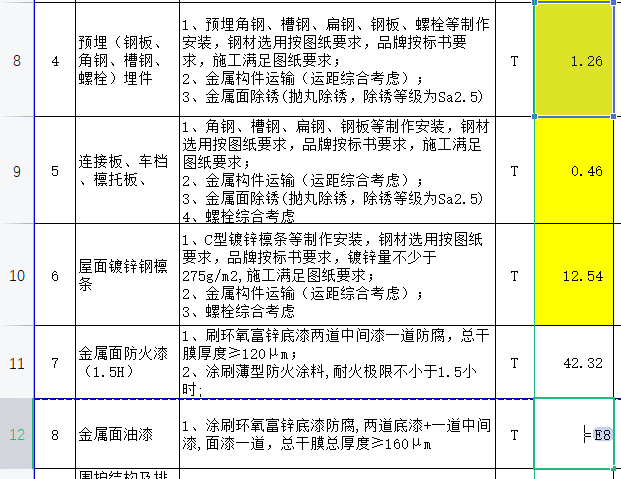 8
4
预埋（钢板、
角钢、槽钢、
螺栓）埋件
1、预埋角钢、槽钢、扁钢、钢板、螺栓等制作
安装，钢材选用按图纸要求，品牌按标书要
求，施工满足图纸要求；
2、金属构件运输（运距综合考虑）；
3、金属面除锈(抛丸除锈，除锈等级为Sa2.5)
T
1.26
9
5
连接板、车档
、檩托板、
1、角钢、槽钢、扁钢、钢板等制作安装，钢材
选用按图纸要求，品牌按标书要求，施工满足
图纸要求；
2、金属构件运输（运距综合考虑）；
3、金属面除锈(抛丸除锈，除锈等级为Sa2.5)
4、螺栓综合考虑
T
0.46
10
6
屋面镀锌钢檩
条
1、C型镀锌檩条等制作安装，钢材选用按图纸
要求，品牌按标书要求，镀锌量不少于
275g/m2,施工满足图纸要求；
2、金属构件运输（运距综合考虑）；
3、螺栓综合考虑
T
12.54
11
7
金属面防火漆
（1.5H）
1、刷环氧富锌底漆两道中间漆一道防腐，总干
膜厚度≥120μm；
2、涂刷薄型防火涂料,耐火极限不小于1.5小
时;
T
42.32
12
8
金属面油漆
1、涂刷环氧富锌底漆防腐,两道底漆+一道中间
漆,面漆一道，总干膜总厚度≥160μm
T
=E8